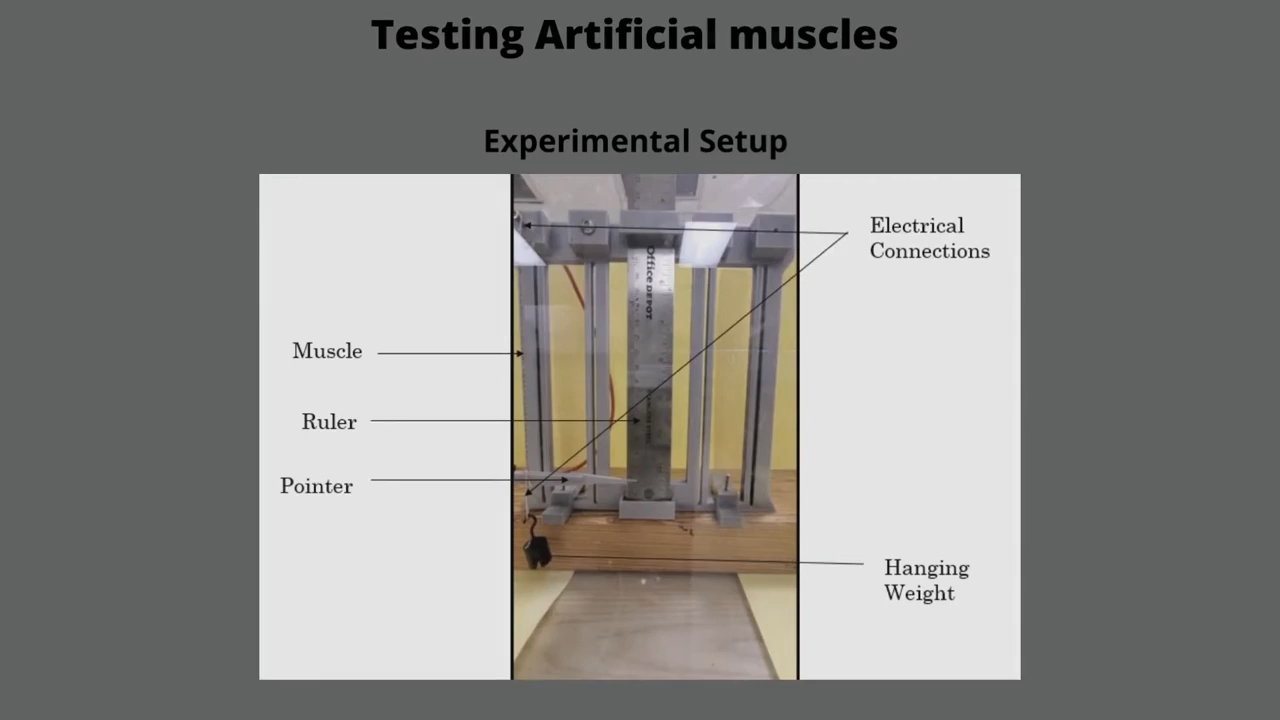 Testing Artificial muscles
Experimental Setup
Electrical
Connections
Office DEPOT
Muscle
Ruler
Pointer
Hanging
Weight